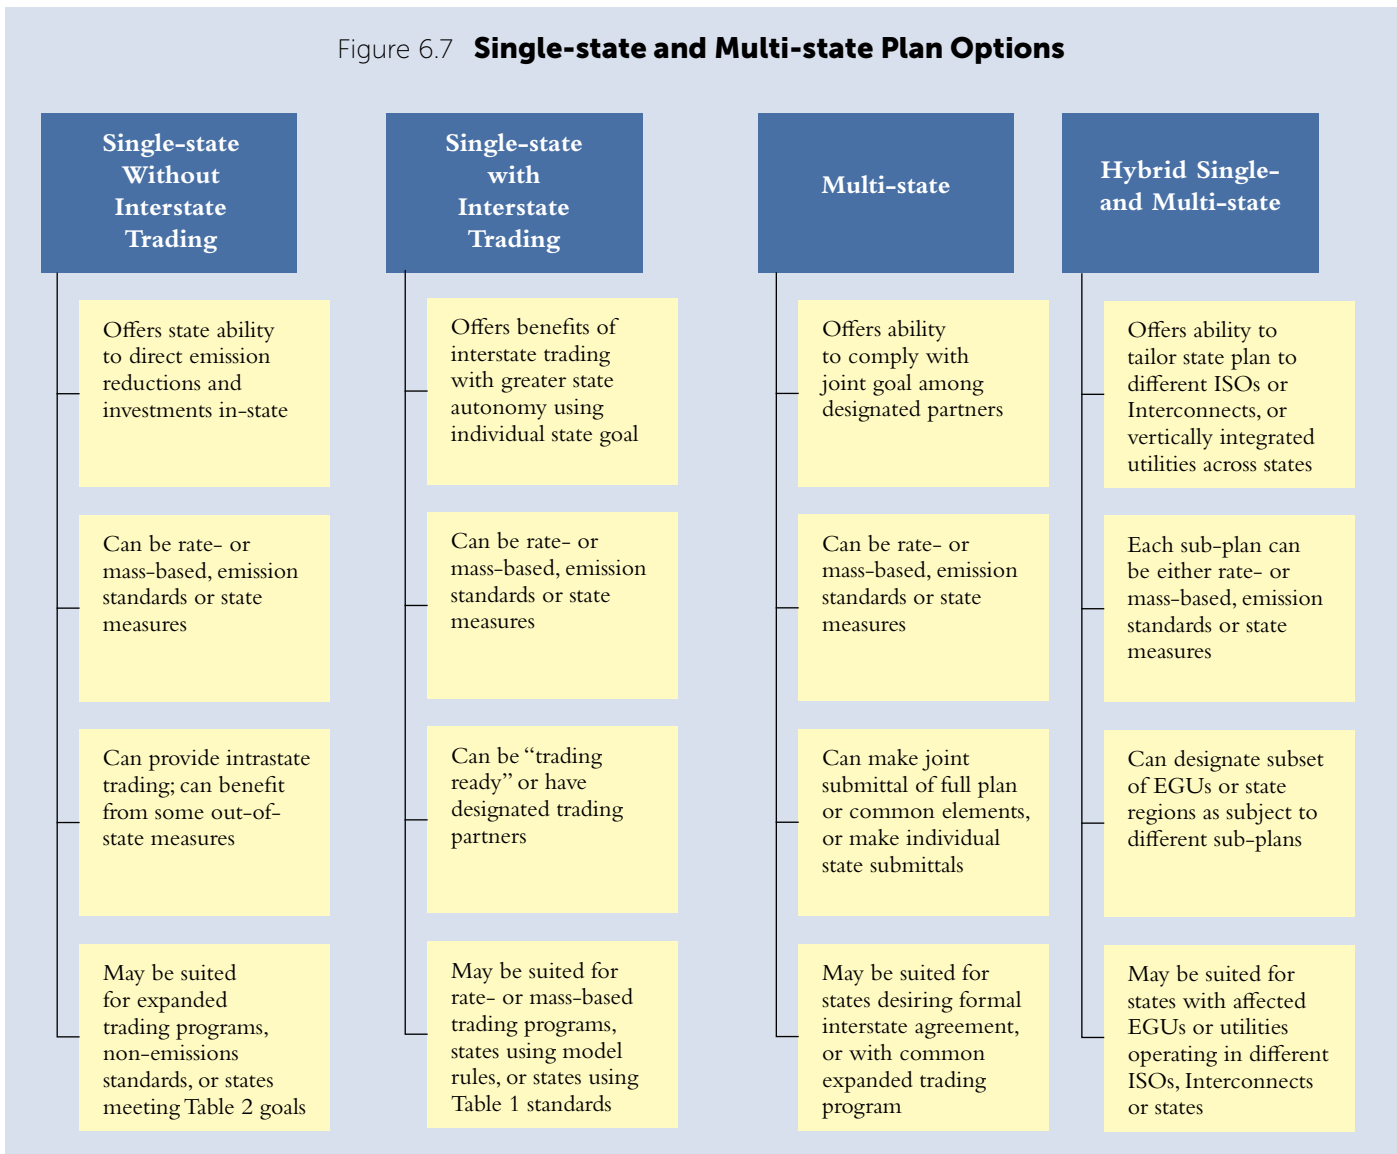 Figure 6.7 Single-state and Multi-state Plan Options
Single-state
Without
Interstate
Trading
Offers state ability
to direct emission
reductions and
investments in-state
Can be rate- or
mass-based, emission
standards or state
measures
Can provide intrastate
trading; can benefit
from some out-of-
state measures
May be suited
for expanded
trading programs,
non-emissions
standards, or states
meeting Table 2 goals
Single-state
with
Interstate
Trading
Offers benefits of
interstate trading
with greater state
autonomy using
individual state goal
Can be rate- or
mass-based, emission
standards or state
measures
Can be “trading
ready” or have
designated trading
partners
May be suited for
rate- or mass-based
trading programs,
states using model
rules, or states using
Table 1 standards
Multi-state
Offers ability
to comply with
joint goal among
designated partners
Can be rate- or
mass-based, emission
standards or state
measures
Can make joint
submittal of full plan
or common elements,
or make individual
state submittals
May be suited for
states desiring formal
interstate agreement,
or with common
expanded trading
program
Hybrid Single-
and Multi-state
Offers ability to
tailor state plan to
different ISOs or
Interconnects, or
vertically integrated
utilities across states
Each sub-plan can
be either rate- or
mass-based, emission
standards or state
measures
Can designate subset
of EGUs or state
regions as subject to
different sub-plans
May be suited for
states with affected
EGUs or utilities
operating in different
ISOs, Interconnects
or states